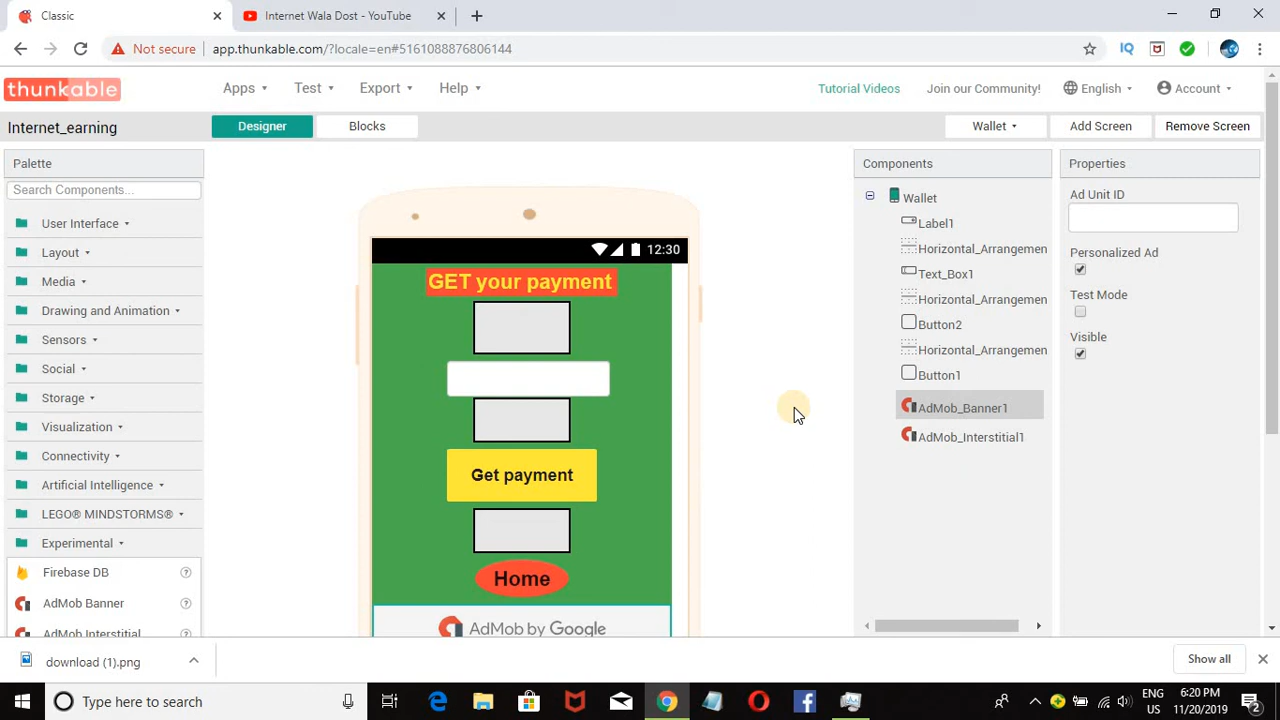 Classic
Internet Wala Dost - YouTube
Not secure
app.thunkable.com/?locale=en#5161088876806144
thunkable
Apps
Test
Export
Help
Tutorial Videos
Join our Community!
English
Account
Internet_earning
Designer
Blocks
Wallet
Add Screen
Remove Screen
Palette
Search Components...
User Interface
Layout
Media
Drawing and Animation
Sensors
Social
Storage
Visualization
Connectivity
Artificial Intelligence
LEGO® MINDSTORMS®
Experimental
Firebase DB
AdMob Banner
AdMob Interstitial
12:30
GET your payment
Get payment
Home
AdMob by Google
Components
Wallet
Label1
Horizontal_Arrangemen
Text_Box1
Horizontal_Arrangemen
Button2
Horizontal_Arrangemen
Button1
AdMob_Banner1
AdMob_Interstitial1
Properties
Ad Unit ID
Personalized Ad
Test Mode
Visible
download (1).png
Show all
Type here to search
ENG
US
6:20 PM
11/20/2019
2